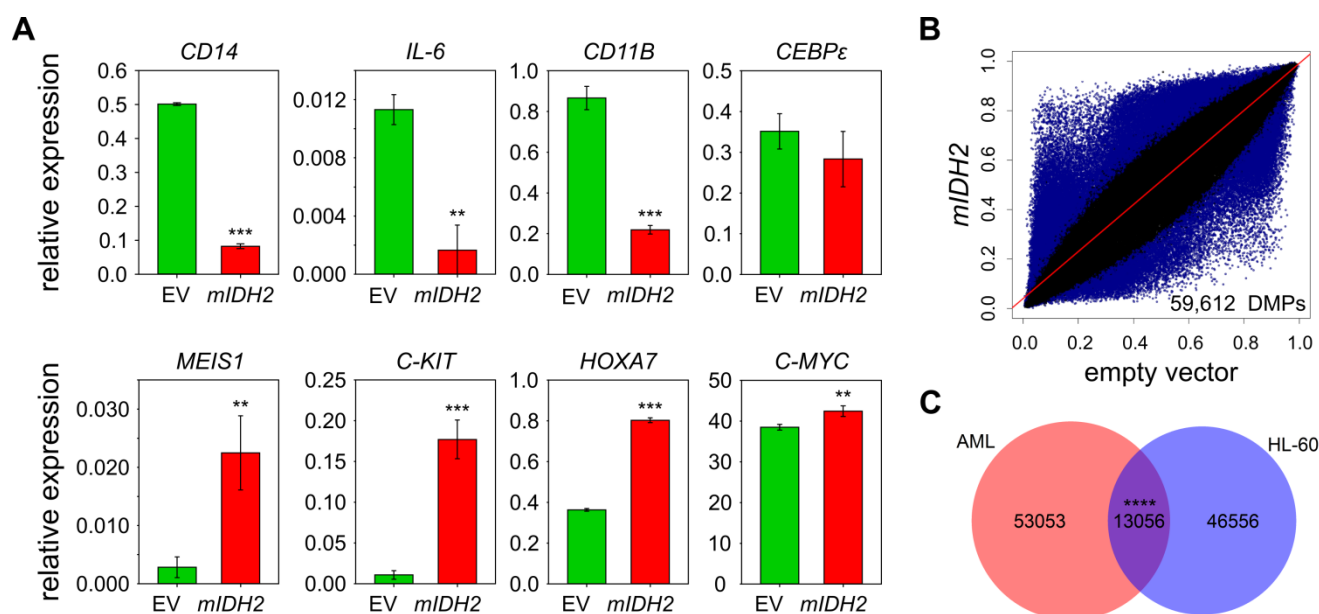 A
relative expression
CD14
0.6
0.5
0.4
0.3
0.2
0.1
0.0
***
EV mIDH2
IL-6
0.012
0.008
0.004
0.000
**
EV mIDH2
CD11B
1.0
0.8
0.6
0.4
0.2
0.0
***
EV mIDH2
CEBPε
0.5
0.4
0.3
0.2
0.1
0.0
EV mIDH2
relative expression
MEIS1
0.030
0.020
0.010
0.000
**
EV mIDH2
C-KIT
0.25
0.20
0.15
0.10
0.05
0.00
***
EV mIDH2
HOXA7
1.0
0.8
0.6
0.4
0.2
0.0
***
EV mIDH2
C-MYC
50
40
30
20
10
0
**
EV mIDH2
B
mIDH2
1.0
0.8
0.6
0.4
0.2
0.0
59,612 DMPs
0.0 0.2 0.4 0.6 0.8 1.0
empty vector
C
AML
HL-60
****
53053 13056 46556